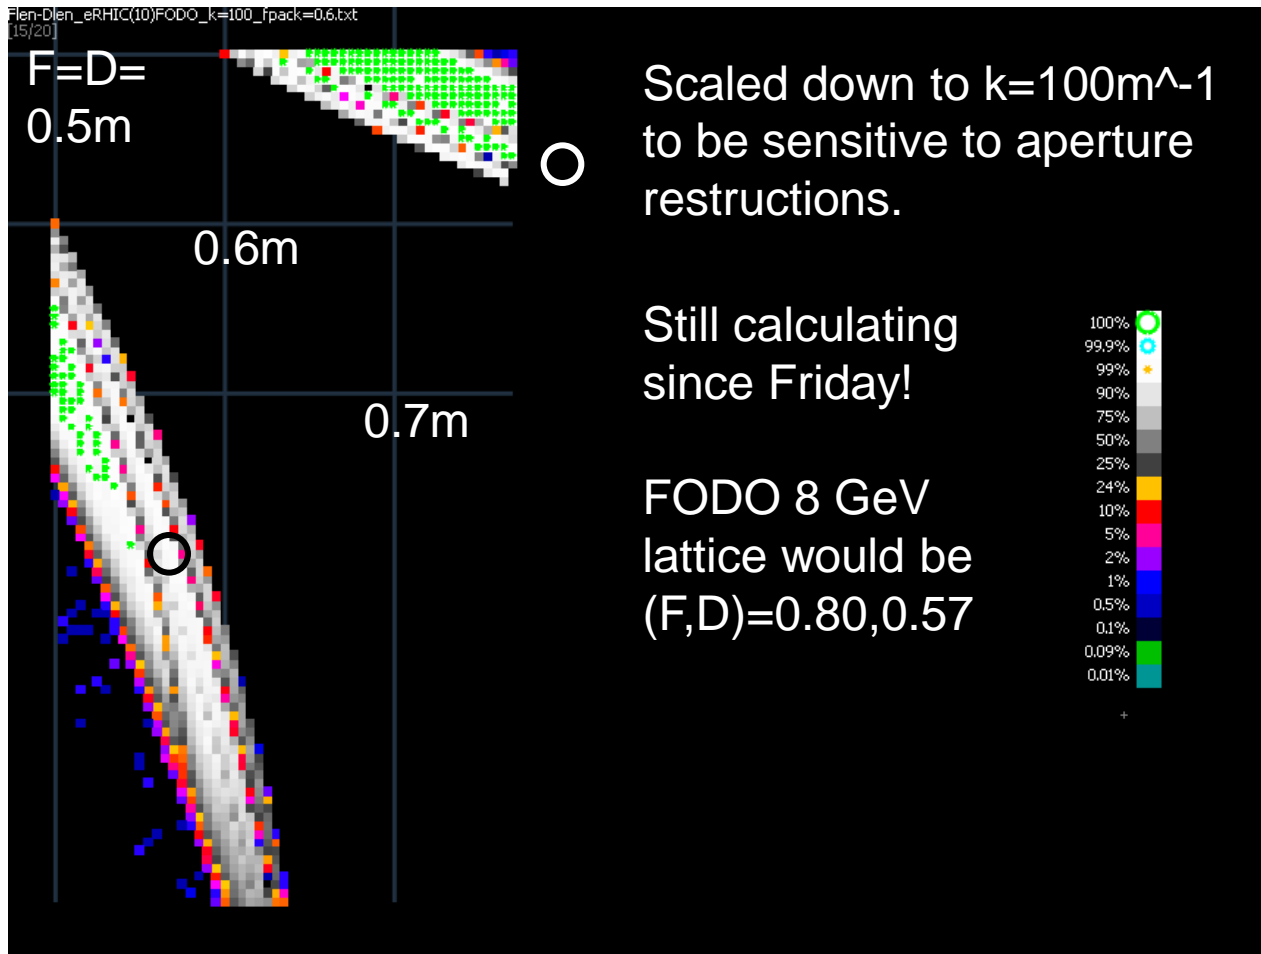 Flen-Dlen_eRHIC(10)FODO_k=100_fpack=0.6.txt
[15/20]
F=D=
0.5m
0.6m
0.7m
Scaled down to k=100m^-1
to be sensitive to aperture
restructions.
Still calculating
since Friday!
FODO 8 GeV
lattice would be
(F,D)=0.80,0.57
100%
99.9%
99%
90%
75%
50%
25%
24%
10%
5%
2%
1%
0.5%
0.1%
0.09%
0.01%
+